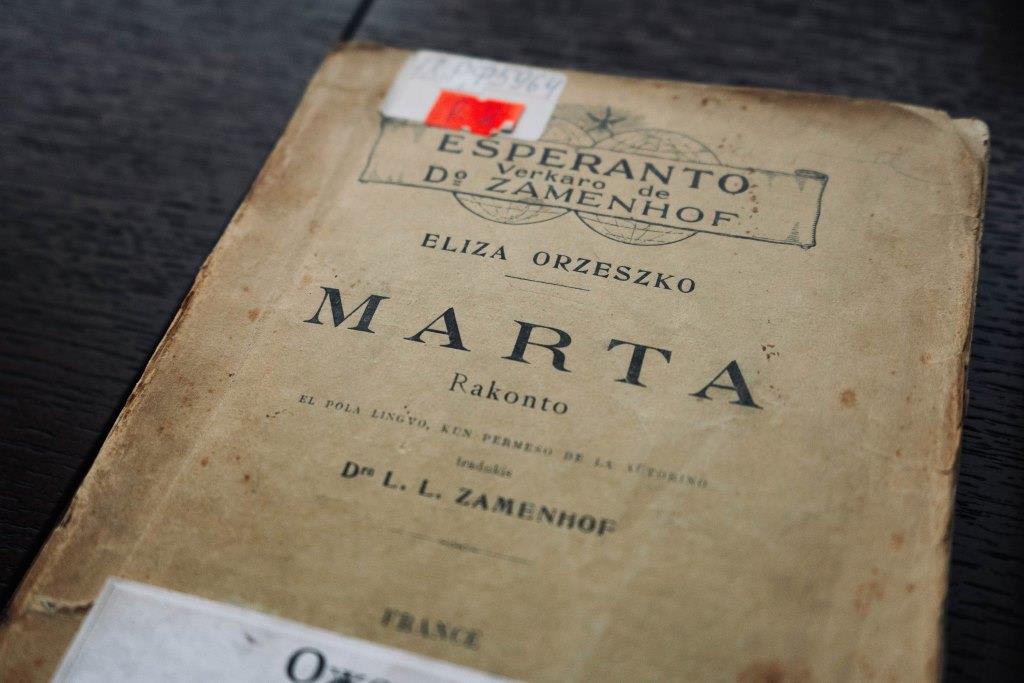 ESPERANTO
Verkaro de
Dº ZAMENHOF
ELIZA ORZESZKO
MARTA
Rakonto
EL POLA LINGVO, KUN PERMESO DE LA AŬTORINO
tradukis
Dro L. L. ZAMENHOF
FRANCE